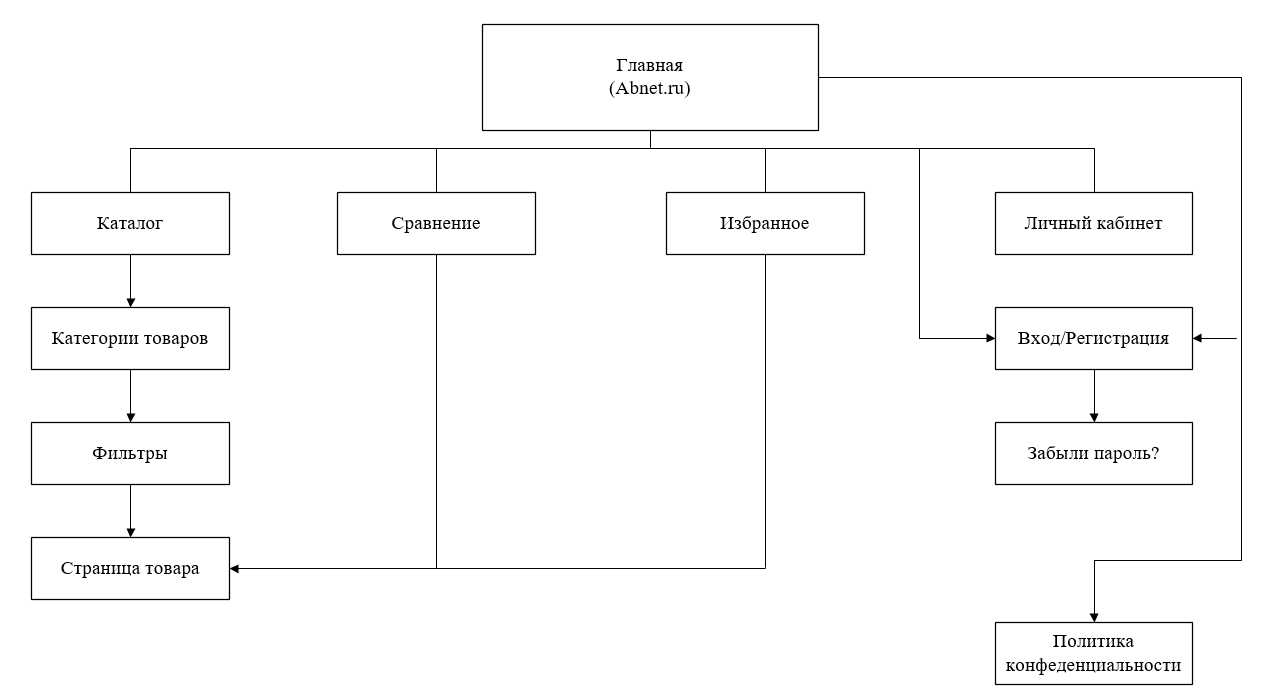 Главная
(Abnet.ru)
Каталог
Сравнение
Избранное
Личный кабинет
Категории товаров
Вход/Регистрация
Фильтры
Забыли пароль?
Страница товара
Политика
конфеденциальности